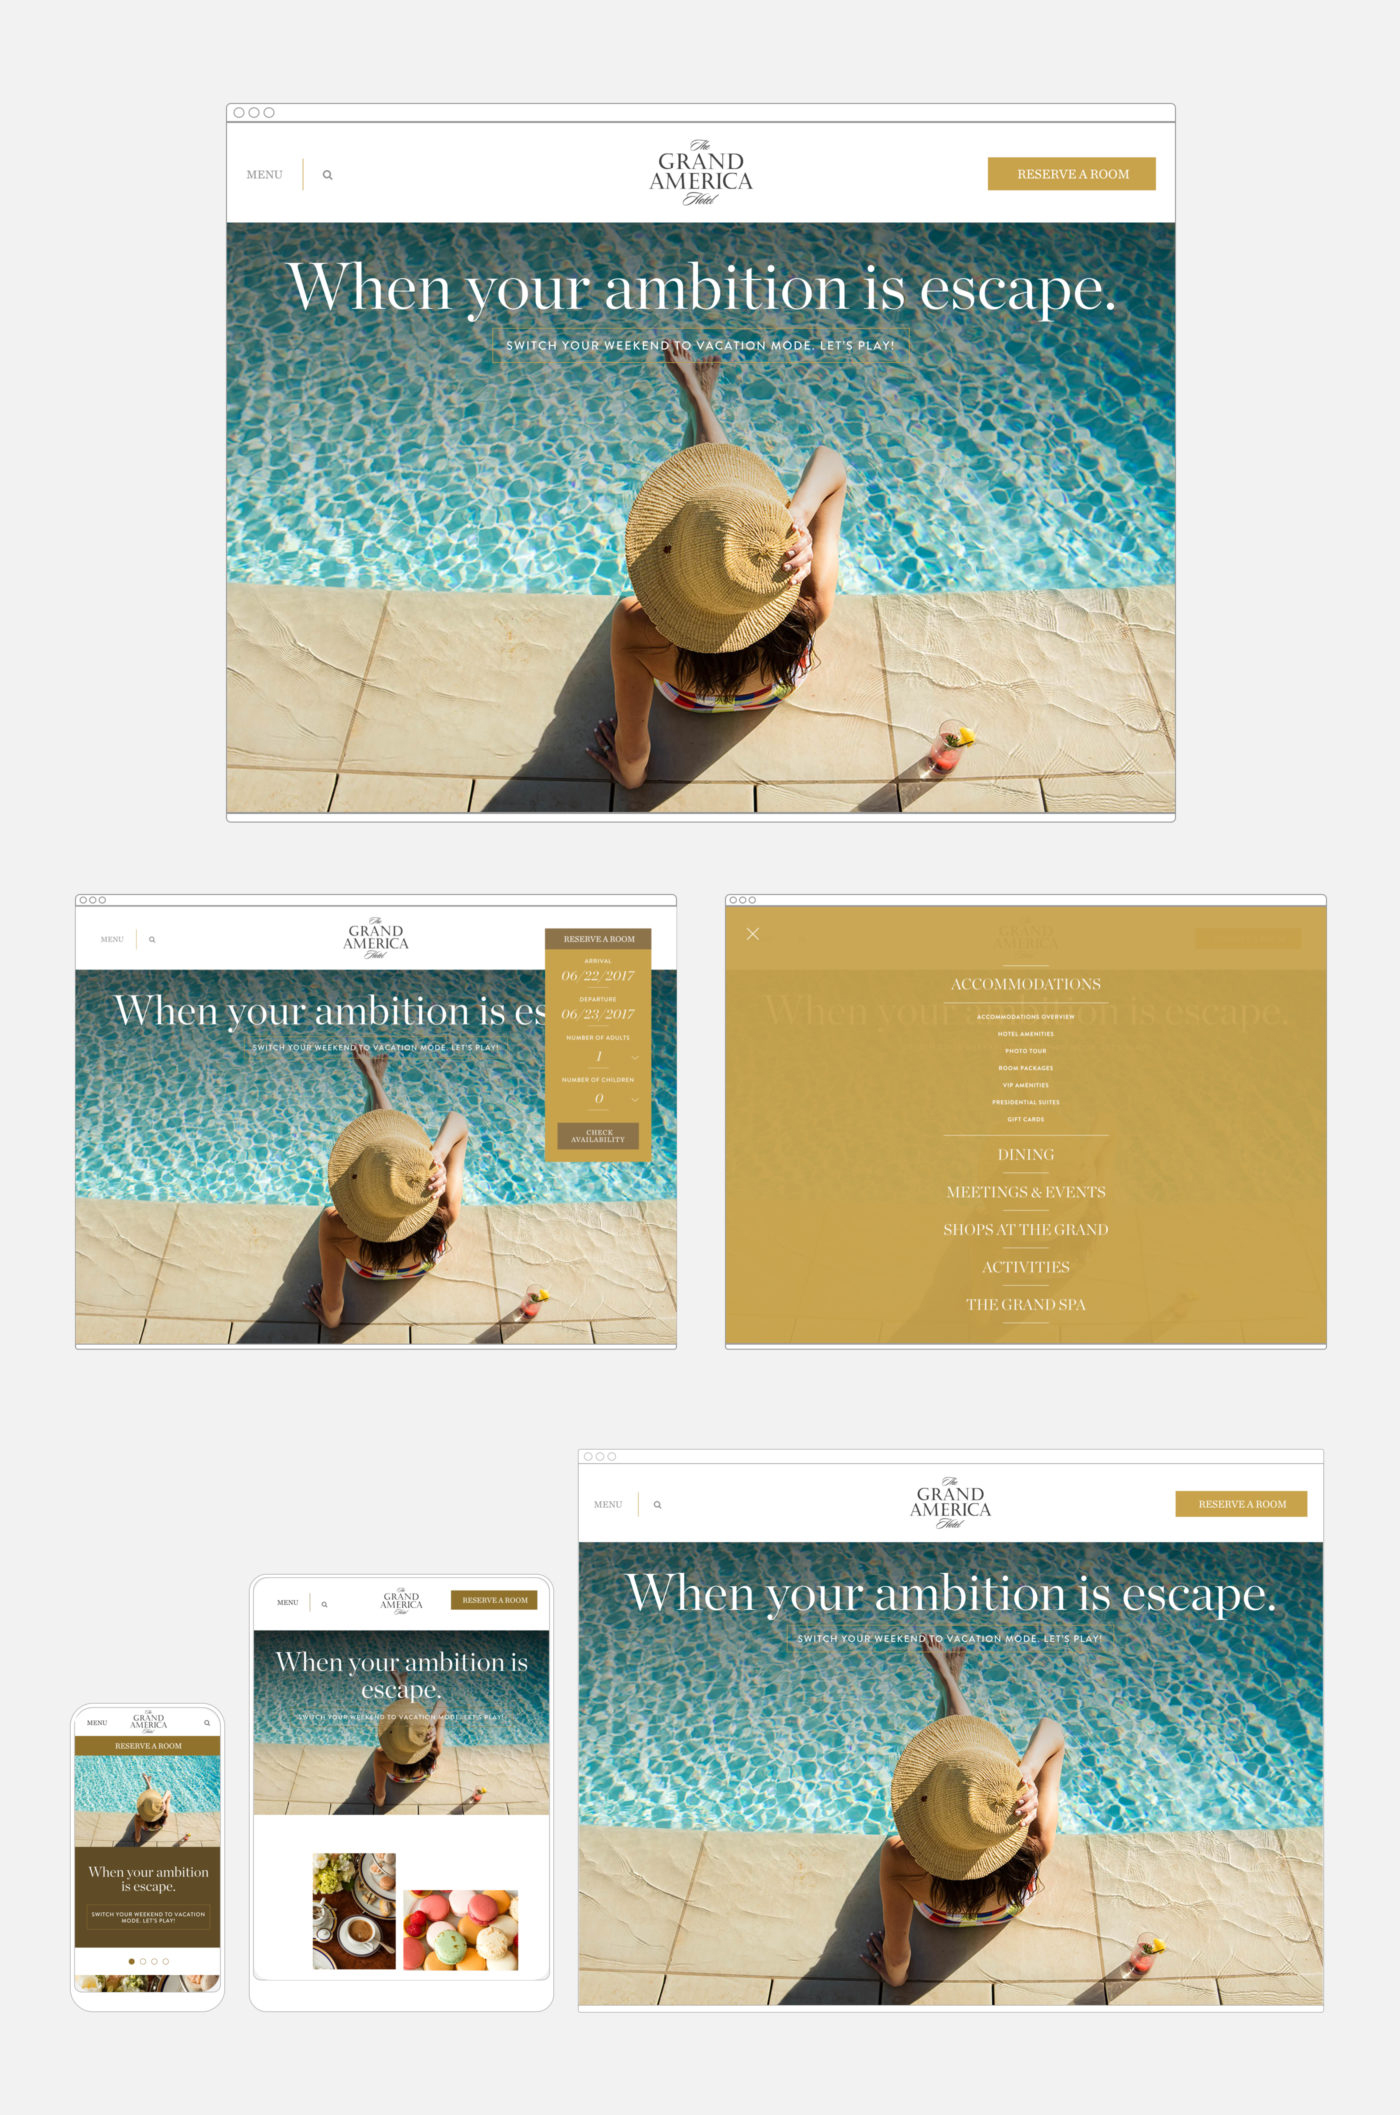 The
GRAND
AMERICA
Hotel
MENU
RESERVE A ROOM
When your ambition is escape.
SWITCH YOUR WEEKEND TO VACATION MODE. LET'S PLAY!
The
GRAND
AMERICA
Hotel
MENU
RESERVE A ROOM
ARRIVAL
06/22/2017
DEPARTURE
06/23/2017
NUMBER OF ADULTS
1
NUMBER OF CHILDREN
0
CHECK
AVAILABILITY
When your ambition is es
SWITCH YOUR WEEKEND TO VACATION MODE. LET'S PLAY!
GRAND
AMERICA
When your ambition is escape.
ACCOMMODATIONS
ACCOMMODATIONS OVERVIEW
HOTEL AMENITIES
PHOTO TOUR
ROOM PACKAGES
VIP AMENITIES
PRESIDENTIAL SUITES
GIFT CARDS
DINING
MEETINGS & EVENTS
SHOPS AT THE GRAND
ACTIVITIES
THE GRAND SPA
The
GRAND
AMERICA
Hotel
MENU
RESERVE A ROOM
When your ambition
is escape.
SWITCH YOUR WEEKEND TO VACATION
MODE. LET'S PLAY!
The
GRAND
AMERICA
Hotel
MENU
RESERVE A ROOM
When your ambition is
escape.
SWITCH YOUR WEEKEND TO VACATION MODE. LET'S PLAY!
The
GRAND
AMERICA
Hotel
MENU
RESERVE A ROOM
When your ambition is escape.
SWITCH YOUR WEEKEND TO VACATION MODE. LET'S PLAY!